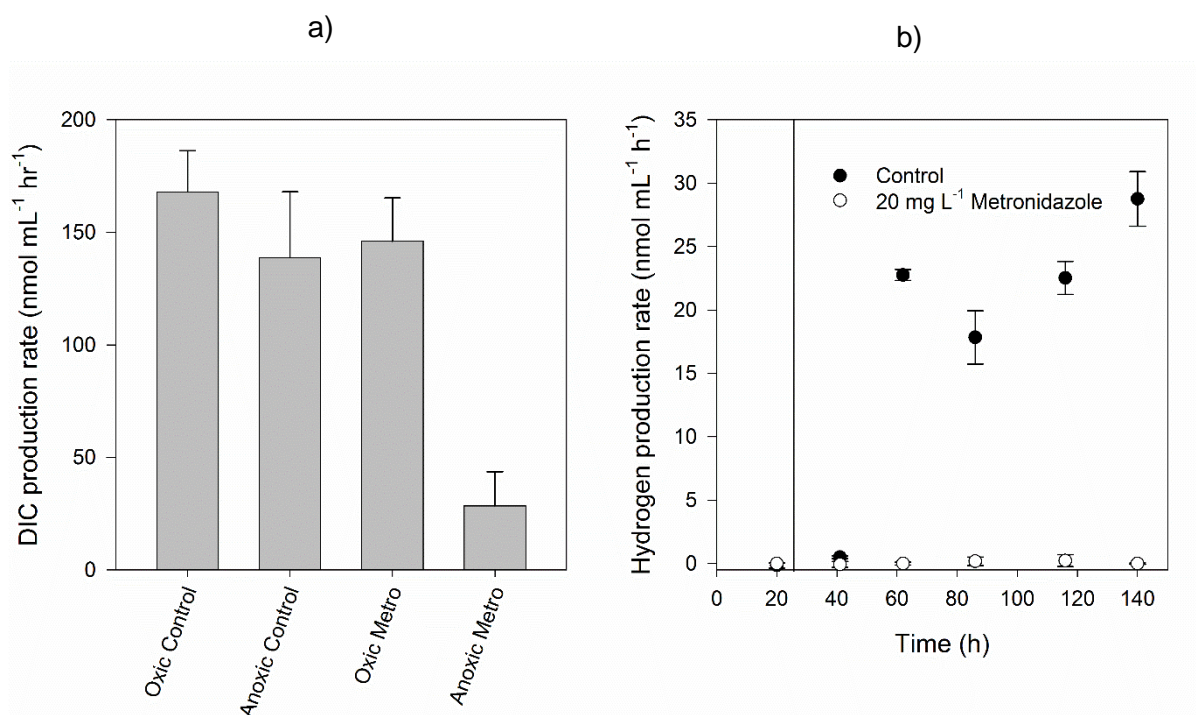 a)
b)
DIC production rate (nmol mL⁻¹ hr⁻¹)
200
150
100
50
0
Oxic Control
Anoxic Control
Oxic Metro
Anoxic Metro
Hydrogen production rate (nmol mL⁻¹ h⁻¹)
35
30
25
20
15
10
5
0
Control
20 mg L⁻¹ Metronidazole
0 20 40 60 80 100 120 140
Time (h)